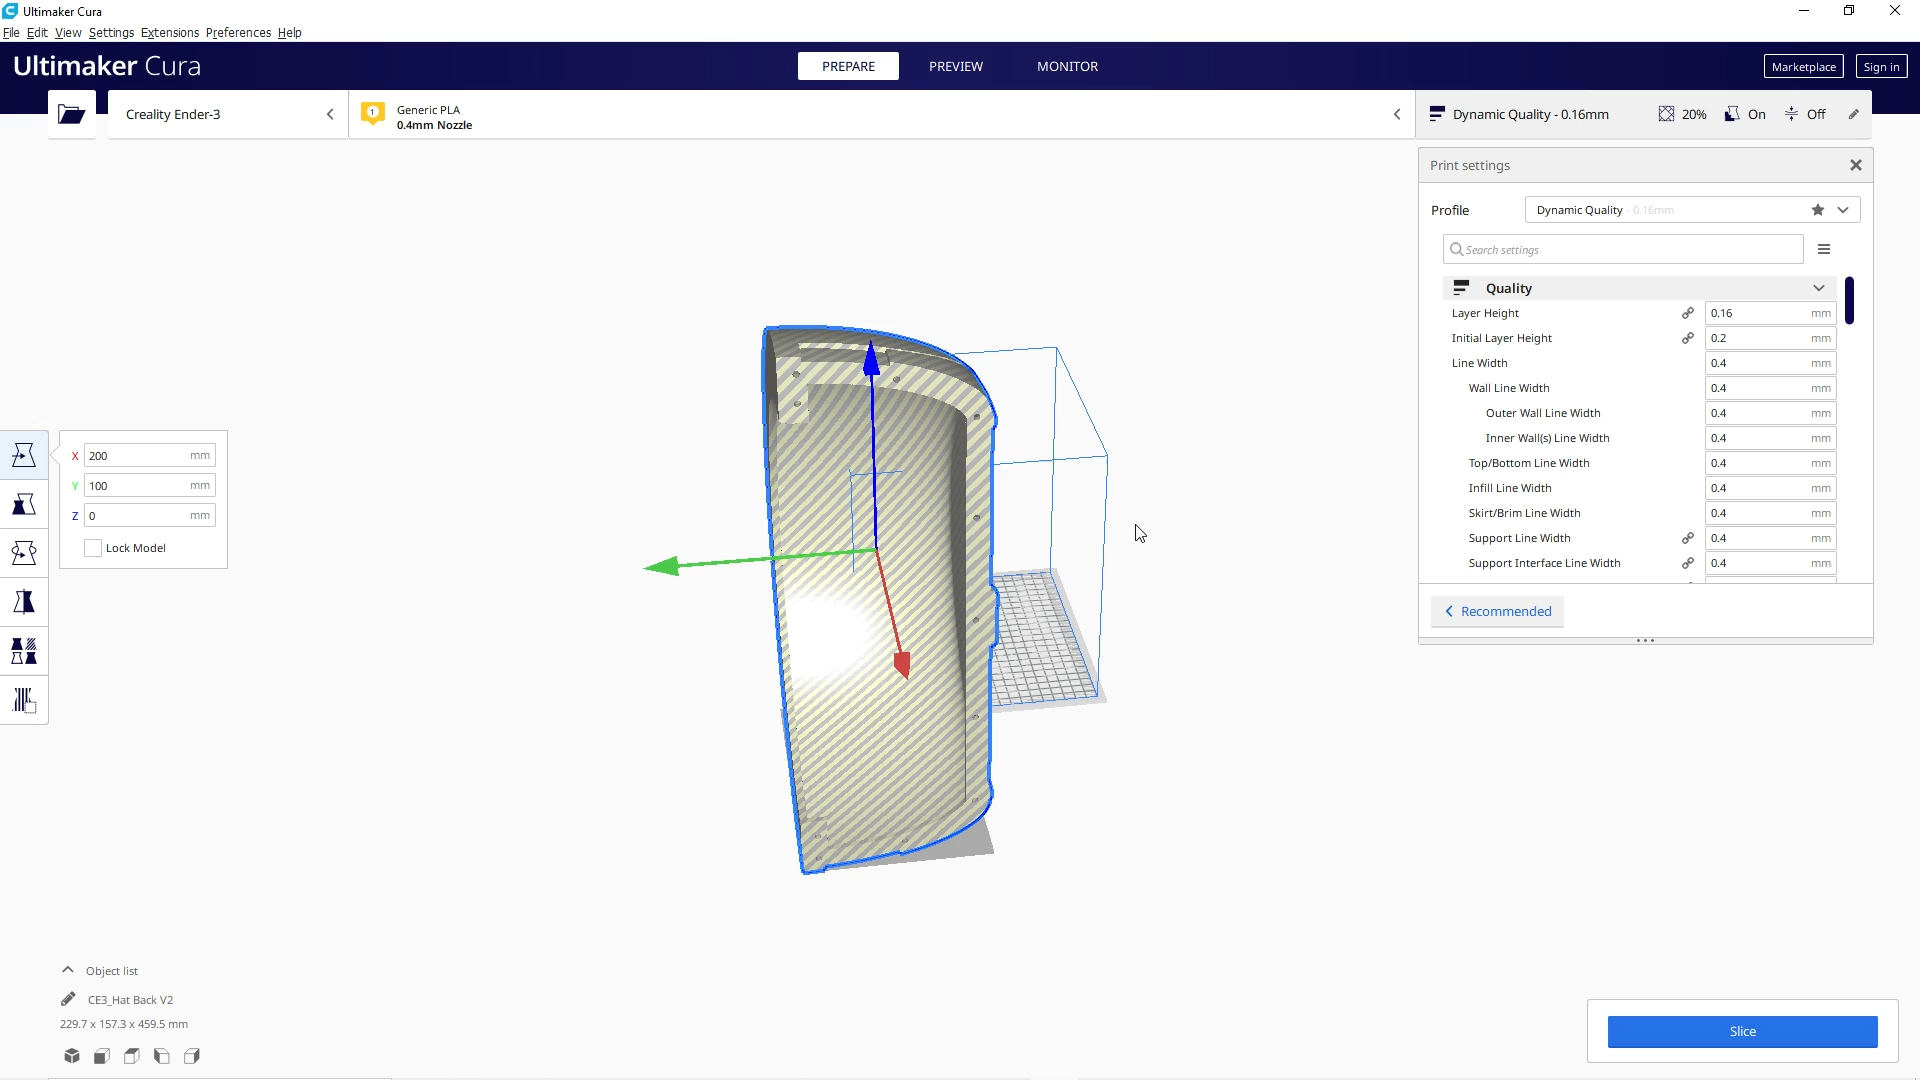 Ultimaker Cura
File Edit View Settings Extensions Preferences Help
Ultimaker Cura
PREPARE
PREVIEW
MONITOR
Marketplace
Sign in
Creality Ender-3
1
Generic PLA
0.4mm Nozzle
Dynamic Quality - 0.16mm
20%
On
Off
Print settings
Profile
Dynamic Quality - 0.16mm
Search settings
Quality
Layer Height 0.16 mm
Initial Layer Height 0.2 mm
Line Width 0.4 mm
Wall Line Width 0.4 mm
Outer Wall Line Width 0.4 mm
Inner Wall(s) Line Width 0.4 mm
Top/Bottom Line Width 0.4 mm
Infill Line Width 0.4 mm
Skirt/Brim Line Width 0.4 mm
Support Line Width 0.4 mm
Support Interface Line Width 0.4 mm
Recommended
X 200 mm
Y 100 mm
Z 0 mm
Lock Model
Object list
CE3_Hat Back V2
229.7 x 157.3 x 459.5 mm
Slice